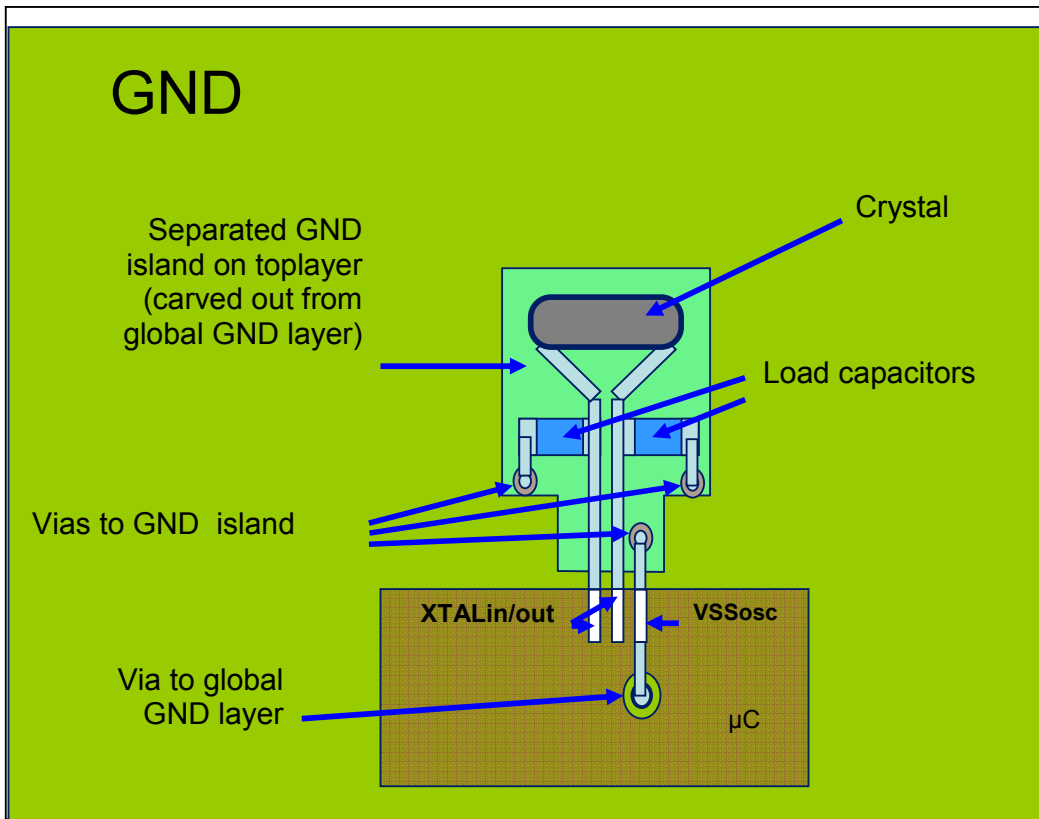 GND
Crystal
Separated GND
island on toplayer
(carved out from
global GND layer)
Load capacitors
Vias to GND island
XTALin/out
VSSosc
Via to global
GND layer
µC